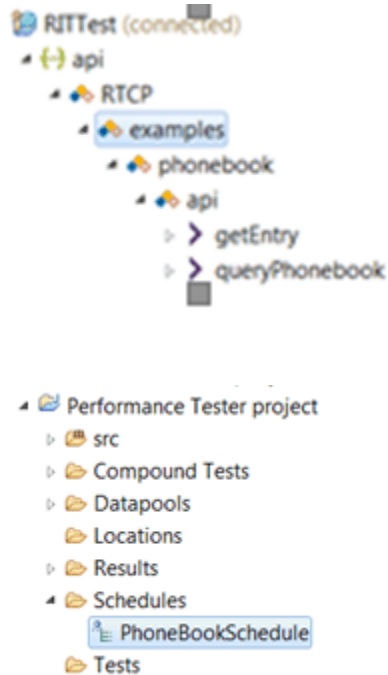 RITTest (connected)
api
RTCP
examples
phonebook
api
getEntry
queryPhonebook
Performance Tester project
src
Compound Tests
Datapools
Locations
Results
Schedules
PhoneBookSchedule
Tests